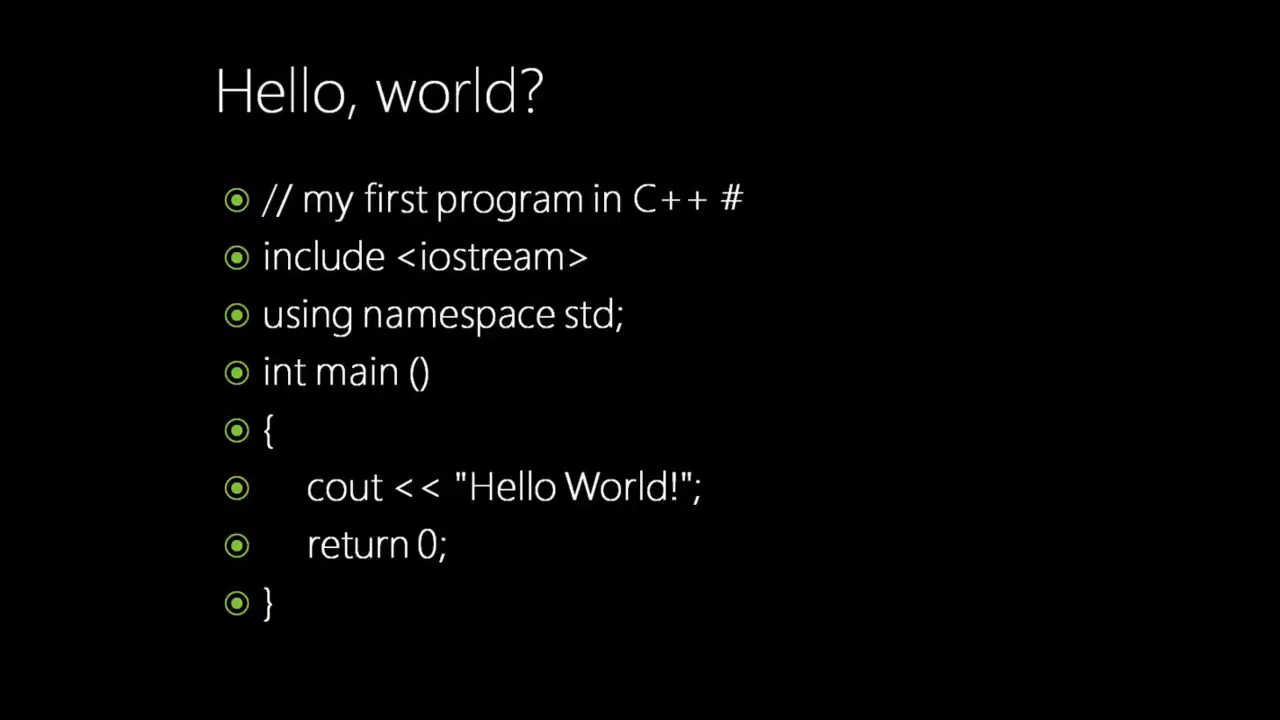 Hello, world?
// my first program in C++ #
include <iostream>
using namespace std;
int main ()
{
cout << "Hello World!";
return 0;
}